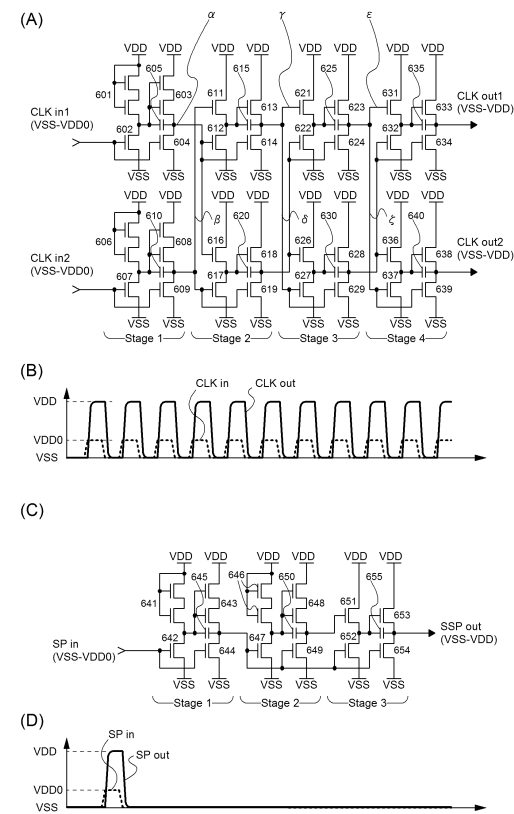 (A)
α γ ε
VDD VDD VDD VDD VDD VDD VDD VDD
605 615 625 635
601 603 611 613 621 623 631 633
CLK in1
(VSS-VDD0)
CLK out1
(VSS-VDD)
602 604 612 614 622 624 632 634
VSS VSS VSS VSS VSS VSS VSS VSS
VDD VDD VDD VDD VDD VDD VDD VDD
β δ ζ
610 620 630 640
606 608 616 618 626 628 636 638
CLK in2
(VSS-VDD0)
CLK out2
(VSS-VDD)
607 609 617 619 627 629 637 639
VSS VSS VSS VSS VSS VSS VSS VSS
Stage 1 Stage 2 Stage 3 Stage 4
(B)
CLK in CLK out
VDD
VDD0
VSS
(C)
VDD VDD VDD VDD VDD VDD
645 646 650 655
641 643 648 651 653
SP in
(VSS-VDD0)
SSP out
(VSS-VDD)
642 644 647 649 652 654
VSS VSS VSS VSS VSS VSS
Stage 1 Stage 2 Stage 3
(D)
SP in
SP out
VDD
VDD0
VSS